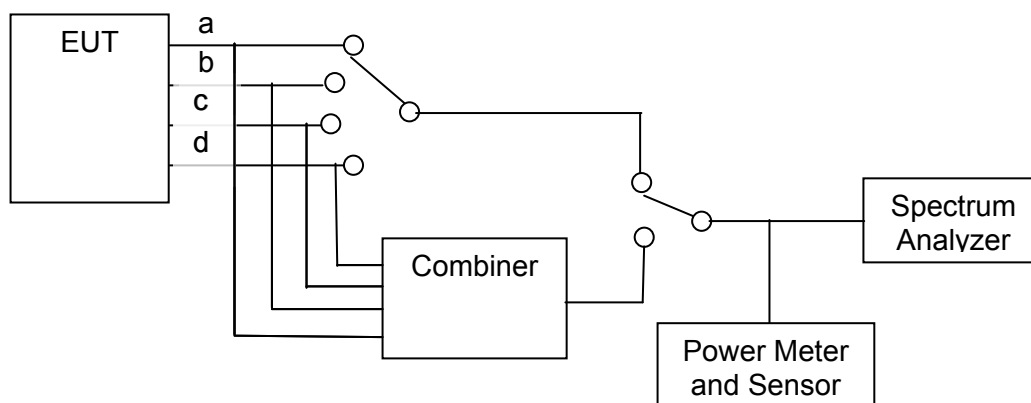 EUT
a
b
c
d
Combiner
Spectrum
Analyzer
Power Meter
and Sensor